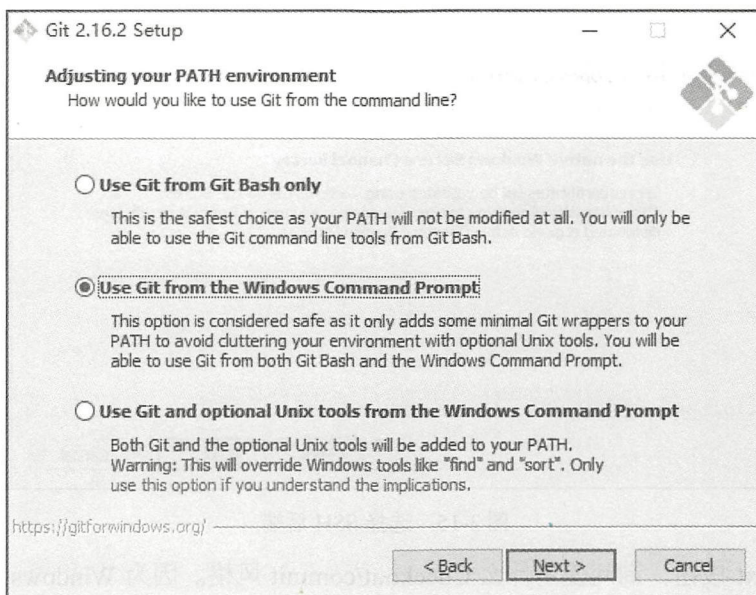 Git 2.16.2 Setup
Adjusting your PATH environment
How would you like to use Git from the command line?
Use Git from Git Bash only
This is the safest choice as your PATH will not be modified at all. You will only be
able to use the Git command line tools from Git Bash.
Use Git from the Windows Command Prompt
This option is considered safe as it only adds some minimal Git wrappers to your
PATH to avoid cluttering your environment with optional Unix tools. You will be
able to use Git from both Git Bash and the Windows Command Prompt.
Use Git and optional Unix tools from the Windows Command Prompt
Both Git and the optional Unix tools will be added to your PATH.
Warning: This will override Windows tools like "find" and "sort". Only
use this option if you understand the implications.
https://gitforwindows.org/
< Back Next > Cancel